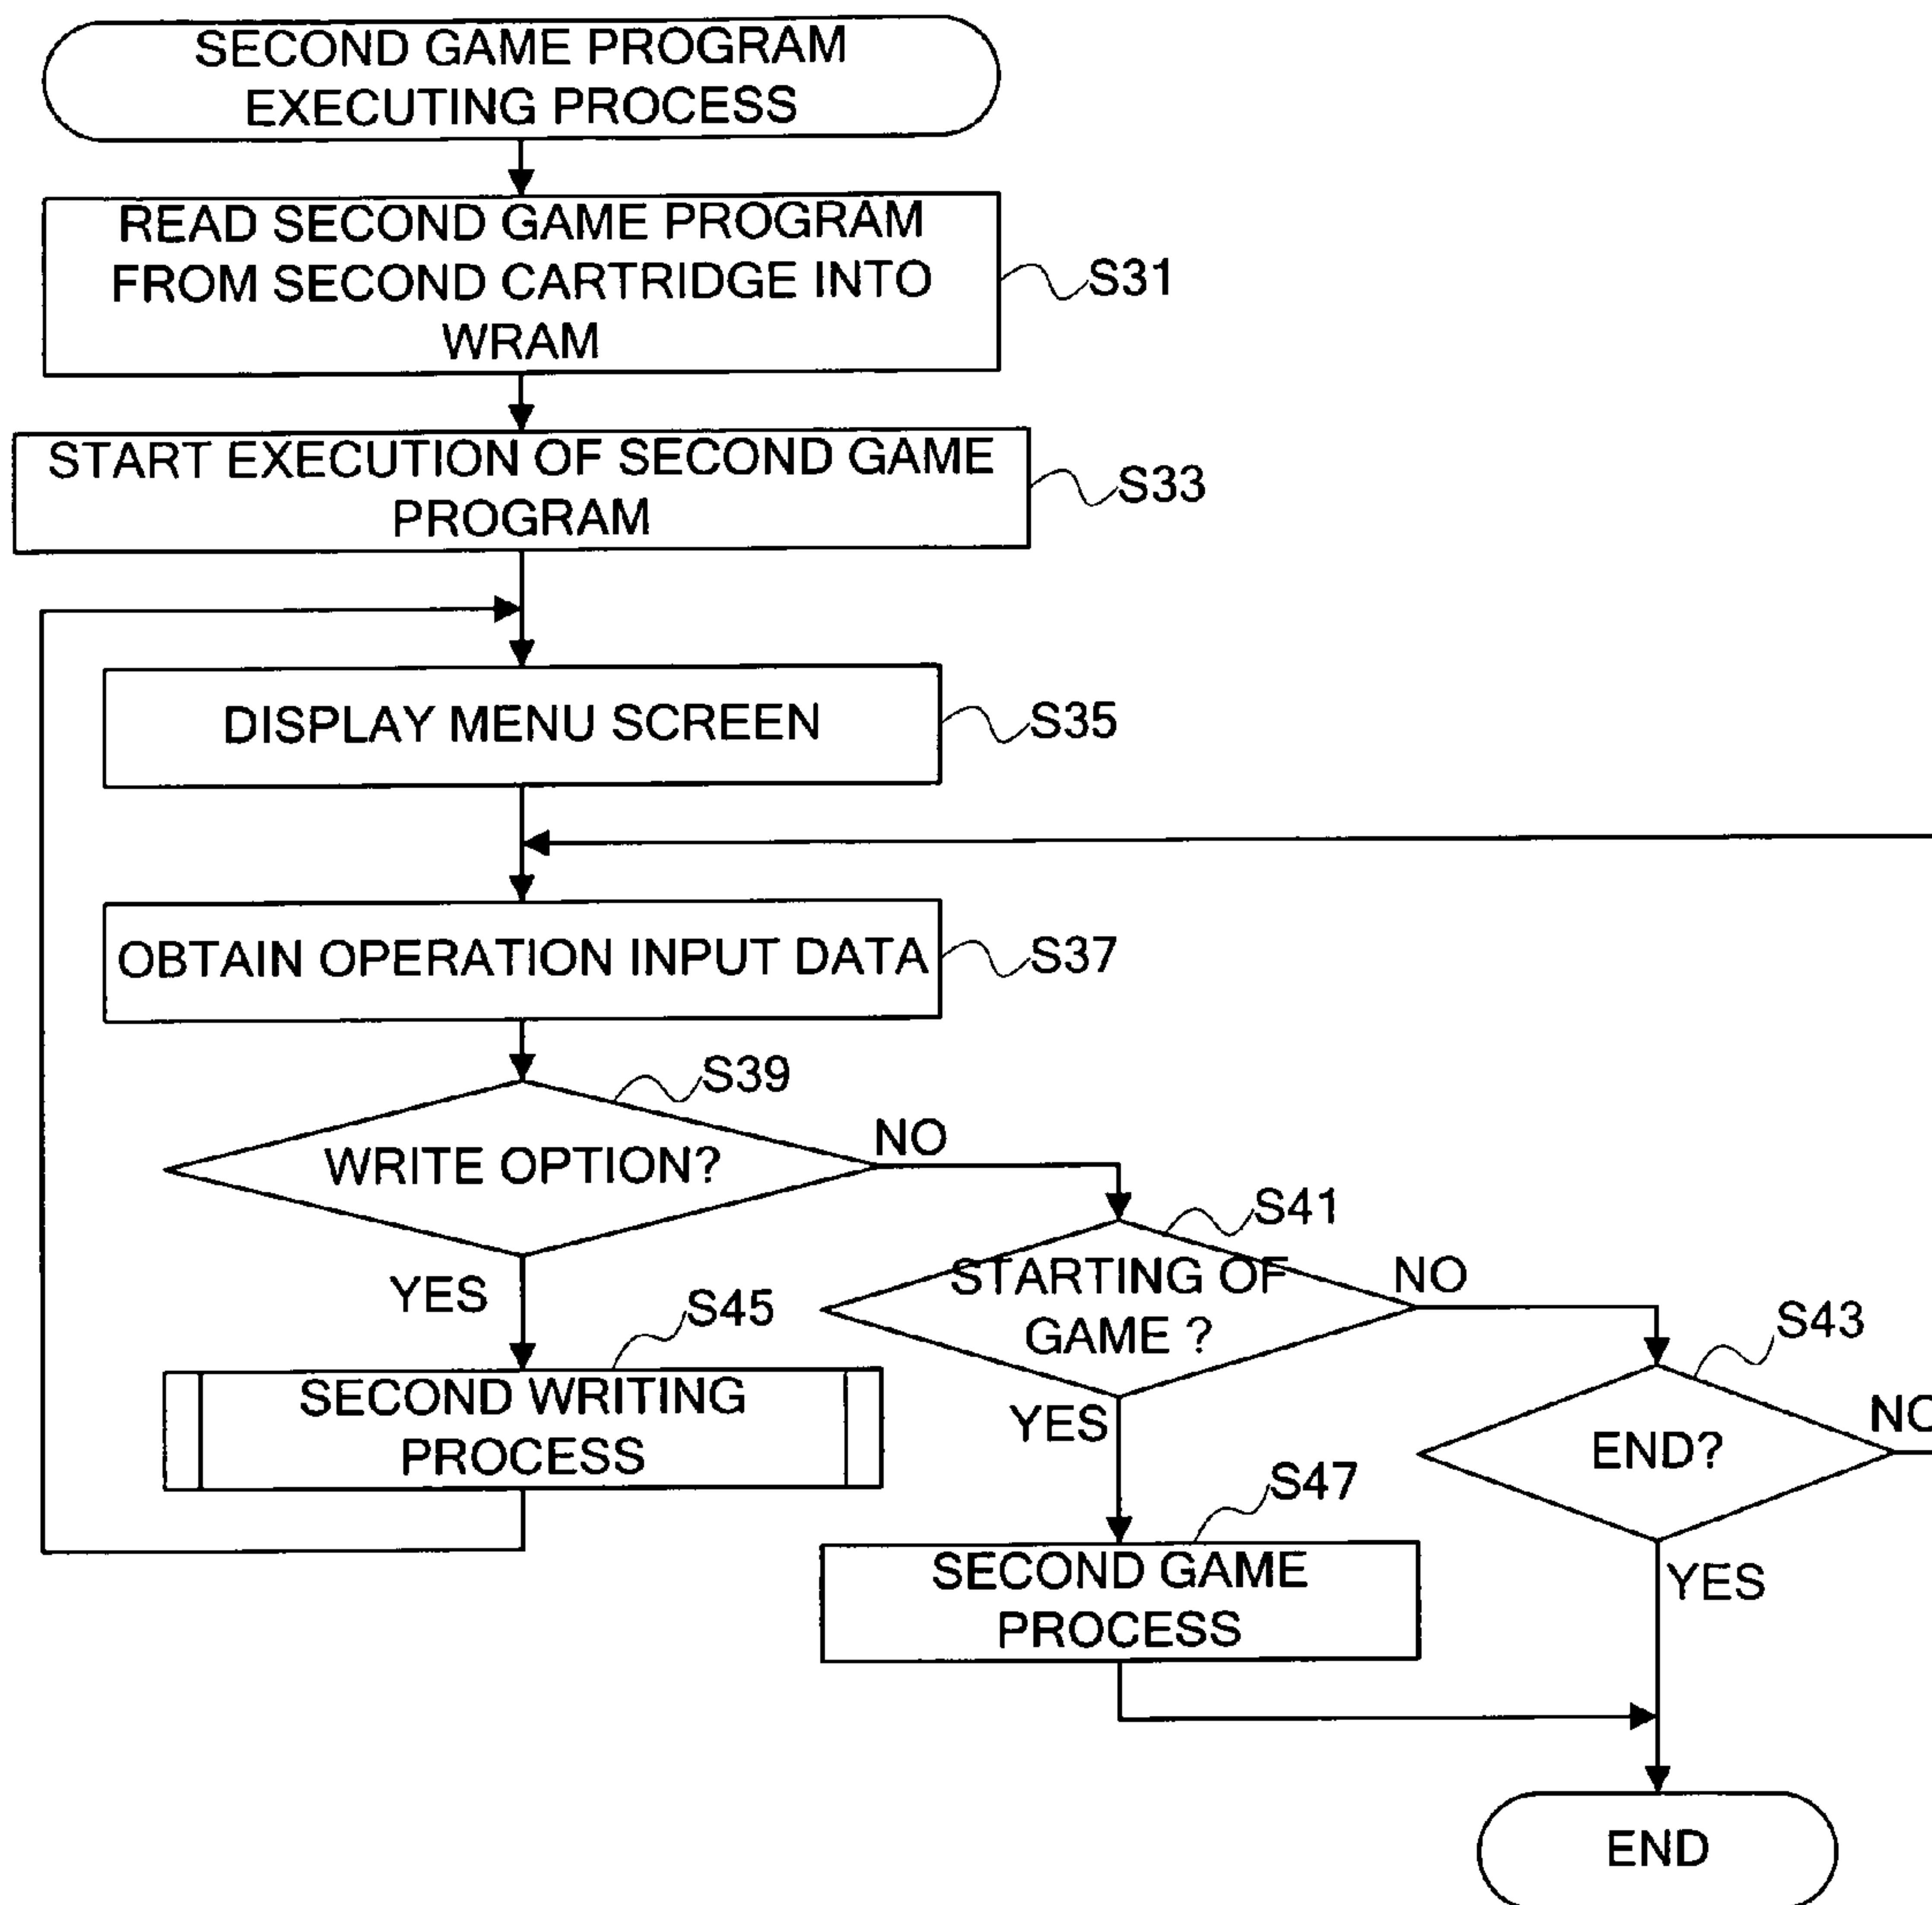 SECOND GAME PROGRAM
EXECUTING PROCESS
READ SECOND GAME PROGRAM
FROM SECOND CARTRIDGE INTO
WRAM
S31
START EXECUTION OF SECOND GAME
PROGRAM
S33
DISPLAY MENU SCREEN
S35
OBTAIN OPERATION INPUT DATA
S37
S39
WRITE OPTION?
NO
YES
S41
STARTING OF
GAME ?
NO
YES
S43
END?
NO
YES
S45
SECOND WRITING
PROCESS
S47
SECOND GAME
PROCESS
END